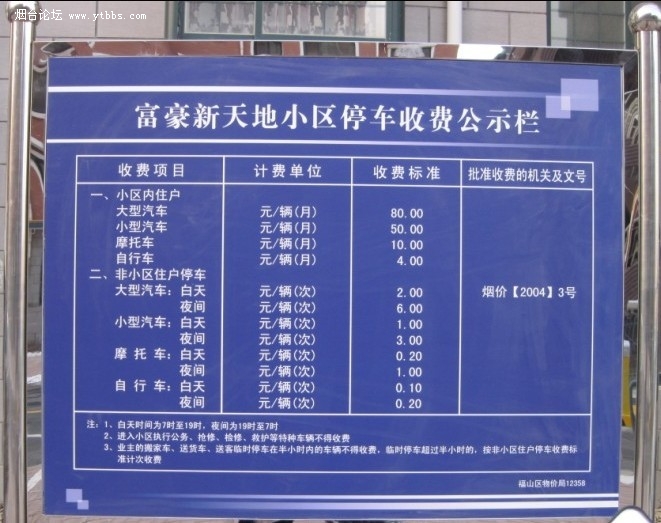 烟台论坛 www.ytbbs.com
富豪新天地小区停车收费公示栏
收费项目 计费单位 收费标准 批准收费的机关及文号
一、小区内住户
大型汽车 元/辆(月) 80.00
小型汽车 元/辆(月) 50.00
摩托车 元/辆(月) 10.00
自行车 元/辆(月) 4.00
二、非小区住户停车
大型汽车：白天 元/辆(次) 2.00 烟价【2004】3号
夜间 元/辆(次) 6.00
小型汽车：白天 元/辆(次) 1.00
夜间 元/辆(次) 3.00
摩托车：白天 元/辆(次) 0.20
夜间 元/辆(次) 1.00
自行车：白天 元/辆(次) 0.10
夜间 元/辆(次) 0.20
注：1、白天时间为7时至19时，夜间为19时至7时
2、进入小区执行公务、抢修、检修、救护等特种车辆不得收费
3、业主的搬家车、送货车、送客临时停车在半小时内的车辆不得收费，临时停车超过半小时的，按非小区住户停车收费标
准计次收费
福山区物价局12358